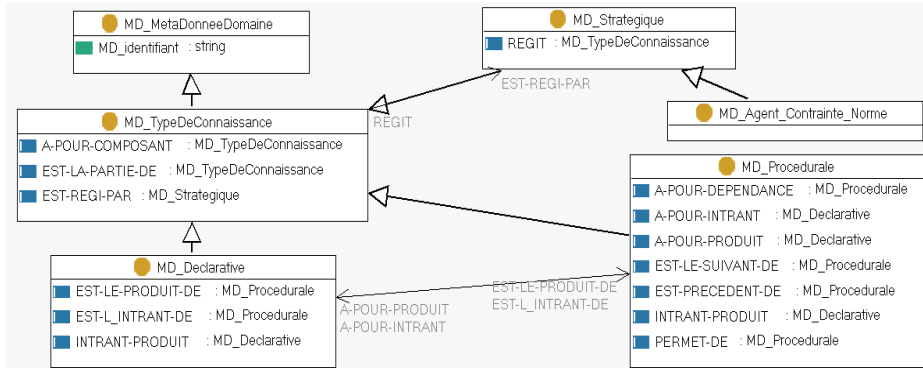 MD_MetaDonneeDomaine
MD_identifiant : string
MD_Strategique
REGIT : MD_TypeDeConnaissance
EST-REGI-PAR
REGIT
MD_Agent_Contrainte_Norme
MD_TypeDeConnaissance
A-POUR-COMPOSANT : MD_TypeDeConnaissance
EST-LA-PARTIE-DE : MD_TypeDeConnaissance
EST-REGI-PAR : MD_Strategique
MD_Procedurale
A-POUR-DEPENDANCE : MD_Procedurale
A-POUR-INTRANT : MD_Declarative
A-POUR-PRODUIT : MD_Declarative
EST-LE-SUIVANT-DE : MD_Procedurale
EST-PRECEDENT-DE : MD_Procedurale
INTRANT-PRODUIT : MD_Declarative
PERMET-DE : MD_Procedurale
MD_Declarative
EST-LE-PRODUIT-DE : MD_Procedurale
EST-L_INTRANT-DE : MD_Procedurale
INTRANT-PRODUIT : MD_Declarative
EST-LE-PRODUIT-DE
EST-L_INTRANT-DE
A-POUR-PRODUIT
A-POUR-INTRANT